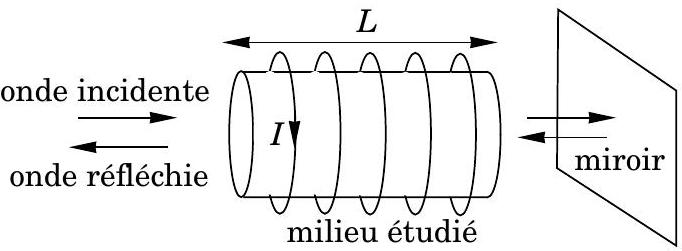 L
onde incidente
I
onde réfléchie
miroir
milieu étudié